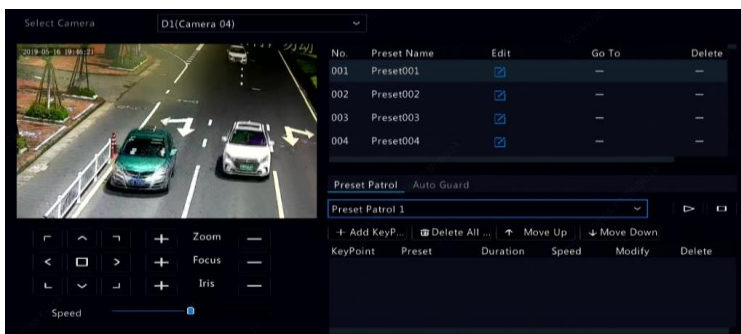 Select Camera D1(Camera 04)
2019-05-16 19:46:21
No. Preset Name Edit Go To Delete
001 Preset001
002 Preset002
003 Preset003
004 Preset004
Preset Patrol Auto Guard
Preset Patrol 1
Add KeyP... Delete All ... Move Up Move Down
KeyPoint Preset Duration Speed Modify Delete
Zoom
Focus
Iris
Speed